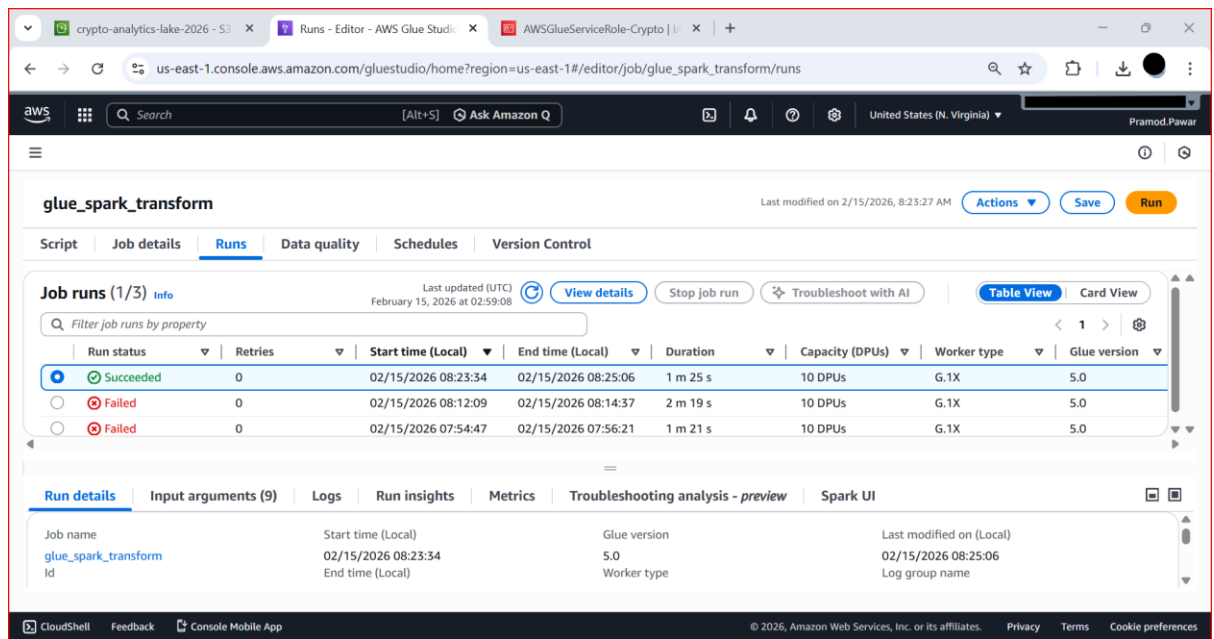 crypto-analytics-lake-2026 - S3
Runs - Editor - AWS Glue Studio
AWSGlueServiceRole-Crypto | I
us-east-1.console.aws.amazon.com/gluestudio/home?region=us-east-1#/editor/job/glue_spark_transform/runs
aws
Search
[Alt+S]
Ask Amazon Q
United States (N. Virginia)
Pramod.Pawar
glue_spark_transform
Last modified on 2/15/2026, 8:23:27 AM
Actions
Save
Run
Script Job details Runs Data quality Schedules Version Control
Job runs (1/3) Info
Last updated (UTC)
February 15, 2026 at 02:59:08
View details
Stop job run
Troubleshoot with AI
Table View
Card View
Filter job runs by property
1
Run status Retries Start time (Local) End time (Local) Duration Capacity (DPUs) Worker type Glue version
Succeeded 0 02/15/2026 08:23:34 02/15/2026 08:25:06 1 m 25 s 10 DPUs G.1X 5.0
Failed 0 02/15/2026 08:12:09 02/15/2026 08:14:37 2 m 19 s 10 DPUs G.1X 5.0
Failed 0 02/15/2026 07:54:47 02/15/2026 07:56:21 1 m 21 s 10 DPUs G.1X 5.0
Run details Input arguments (9) Logs Run insights Metrics Troubleshooting analysis - preview Spark UI
Job name Start time (Local) Glue version Last modified on (Local)
glue_spark_transform 02/15/2026 08:23:34 5.0 02/15/2026 08:25:06
Id End time (Local) Worker type Log group name
CloudShell Feedback Console Mobile App © 2026, Amazon Web Services, Inc. or its affiliates. Privacy Terms Cookie preferences